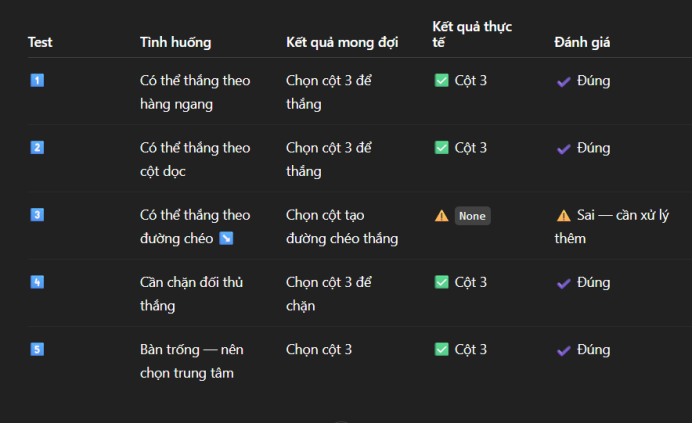 Test Tình huống Kết quả mong đợi Kết quả thực tế Đánh giá
1 Có thể thắng theo hàng ngang Chọn cột 3 để thắng ✅ Cột 3 ✔ Đúng
2 Có thể thắng theo cột dọc Chọn cột 3 để thắng ✅ Cột 3 ✔ Đúng
3 Có thể thắng theo đường chéo ↘ Chọn cột tạo đường chéo thắng ⚠ None ⚠ Sai — cần xử lý thêm
4 Cần chặn đối thủ thắng Chọn cột 3 để chặn ✅ Cột 3 ✔ Đúng
5 Bàn trống — nên chọn trung tâm Chọn cột 3 ✅ Cột 3 ✔ Đúng